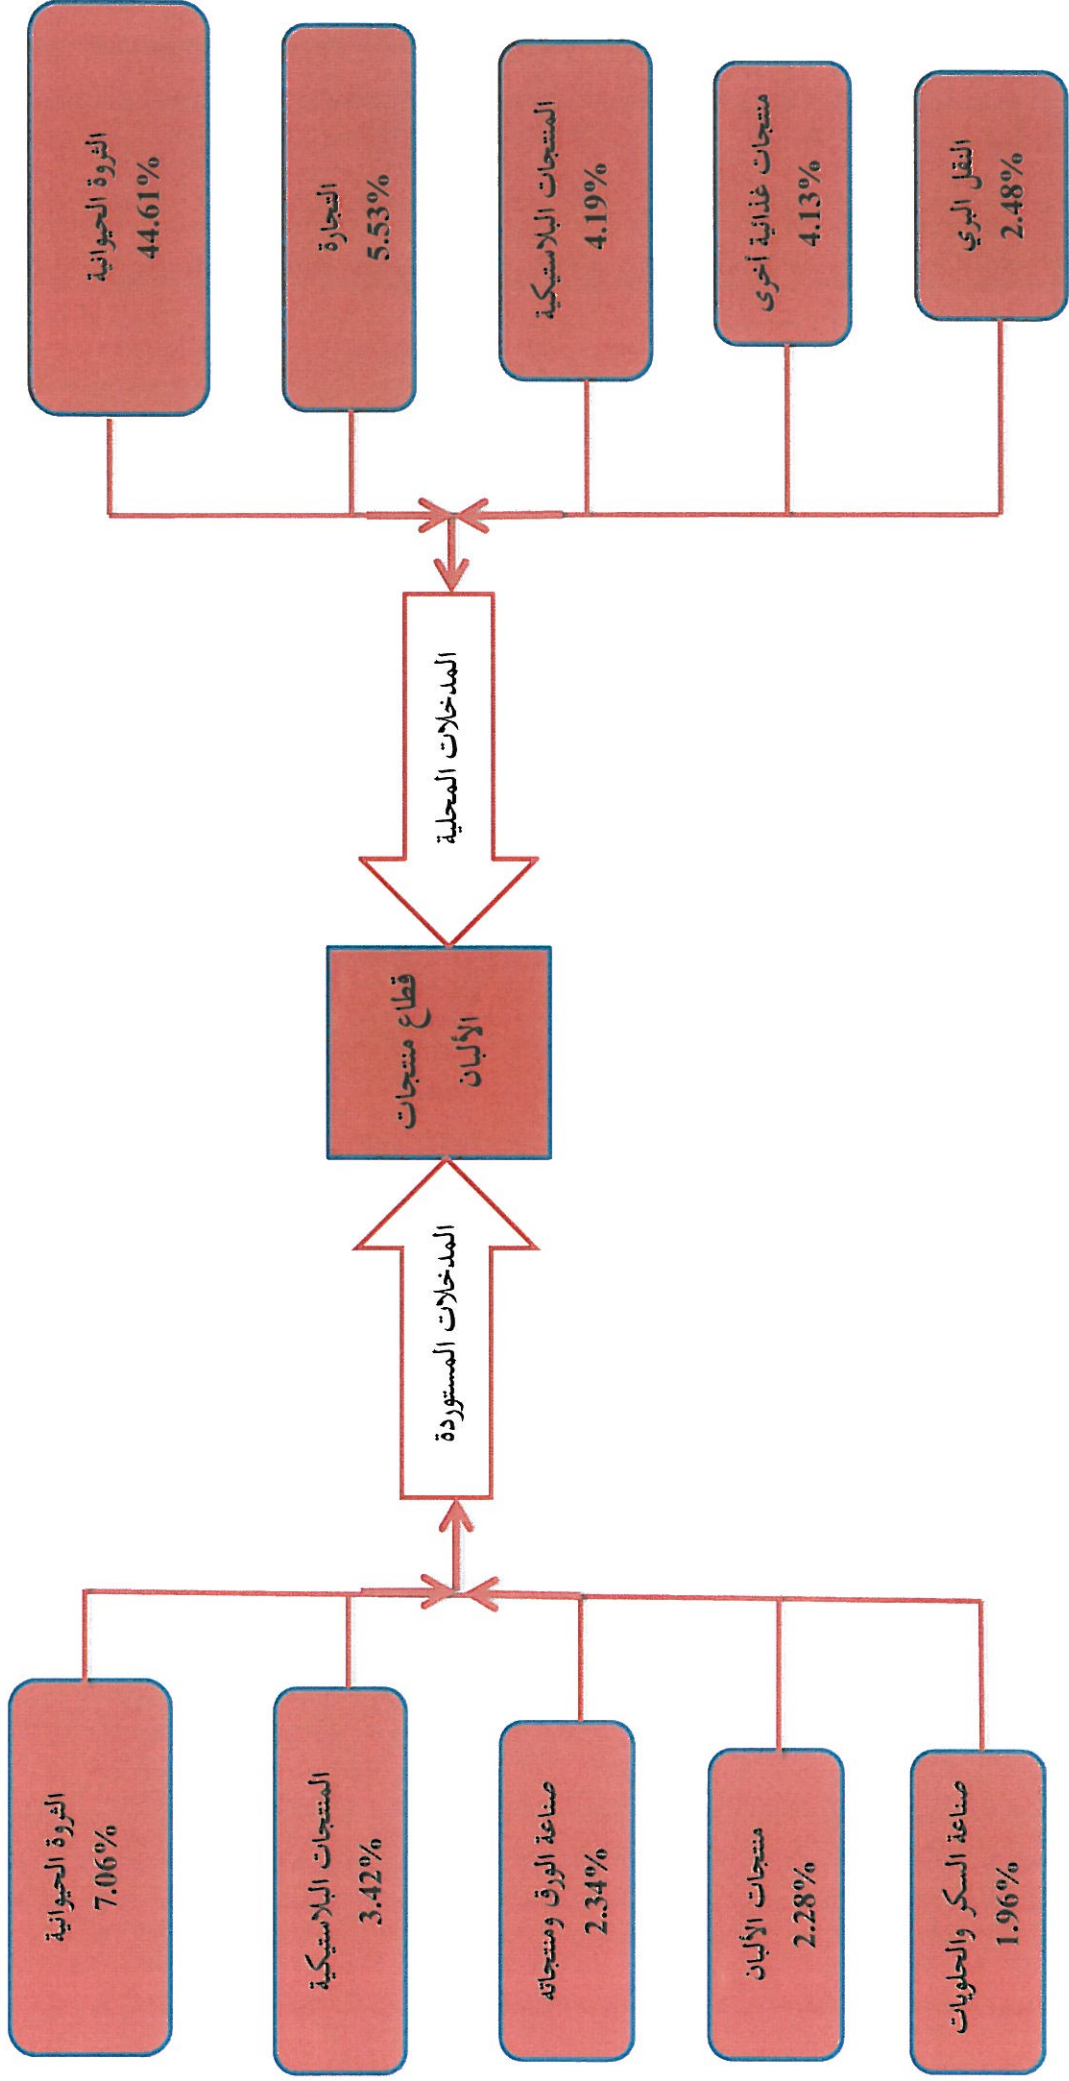 الثروة الحيوانية
44.61%
التجارة
5.53%
المنتجات البلاستيكية
4.19%
منتجات غذائية أخرى
4.13%
النقل البري
2.48%
المدخلات المحلية
قطاع منتجات
الألبان
المدخلات المستوردة
الثروة الحيوانية
7.06%
المنتجات البلاستيكية
3.42%
صناعة الورق ومنتجاته
2.34%
منتجات الألبان
2.28%
صناعة السكر والحلويات
1.96%